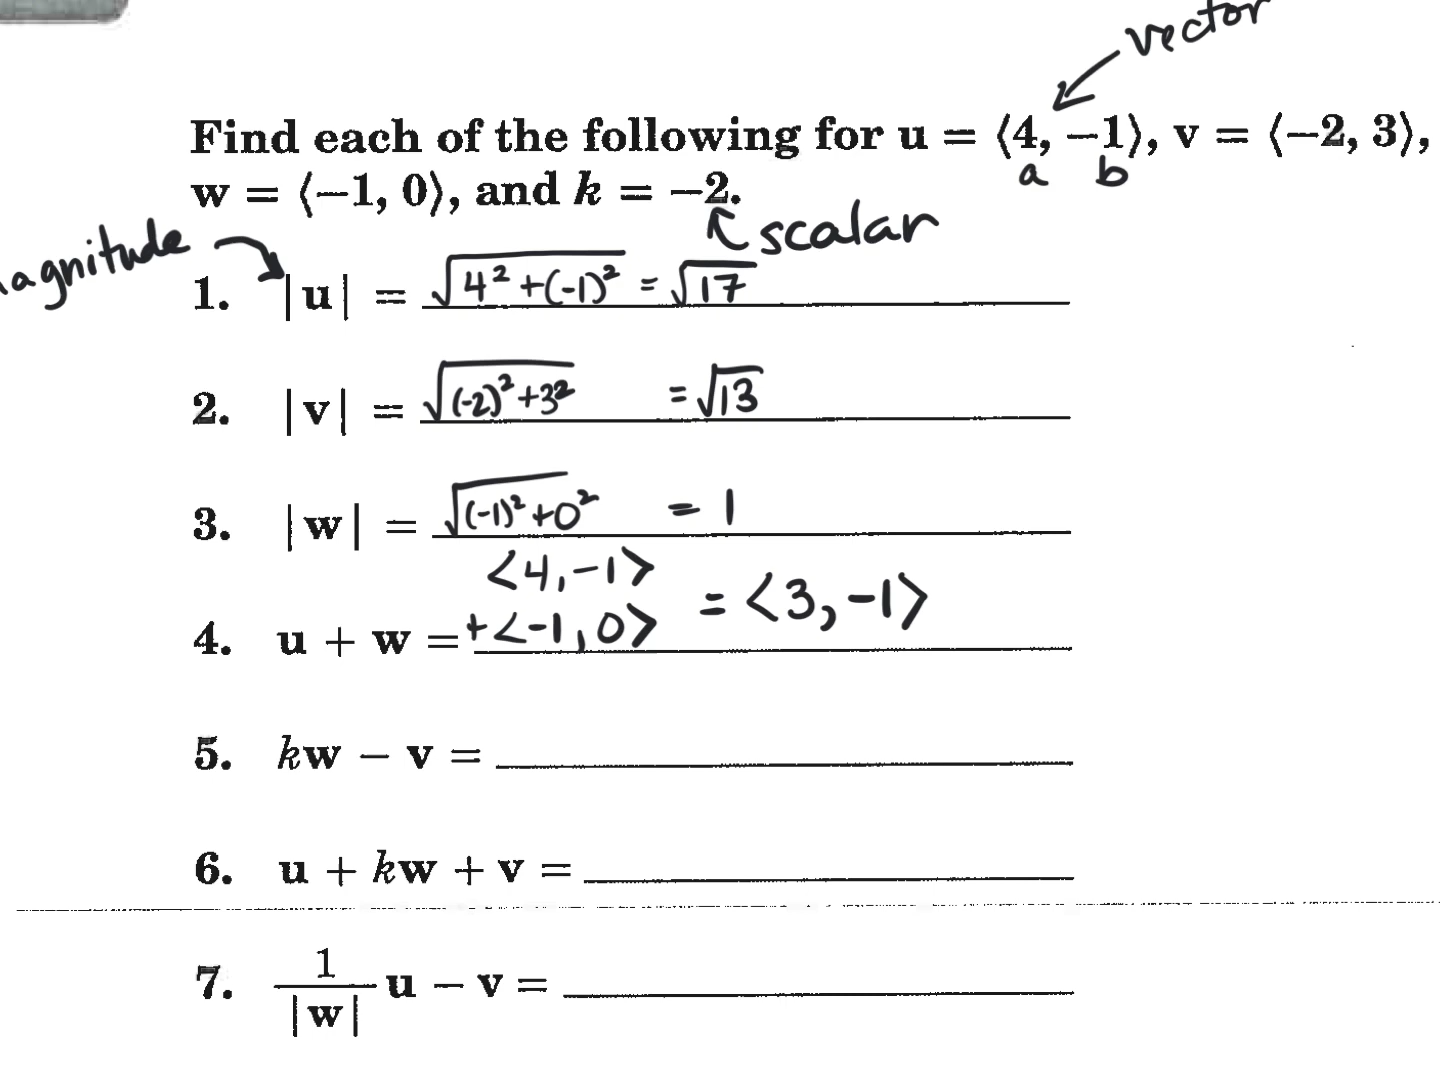 vector
Find each of the following for u = ⟨4, −1⟩, v = ⟨−2, 3⟩,
a b
w = ⟨−1, 0⟩, and k = −2.
scalar
magnitude
1. |u| = √(4² + (-1)²) = √17
2. |v| = √((-2)² + 3²) = √13
3. |w| = √((-1)² + 0²) = 1
<4, -1>
4. u + w = + <-1, 0> = <3, -1>
5. kw − v =
6. u + kw + v =
7. 1/|w| u − v =